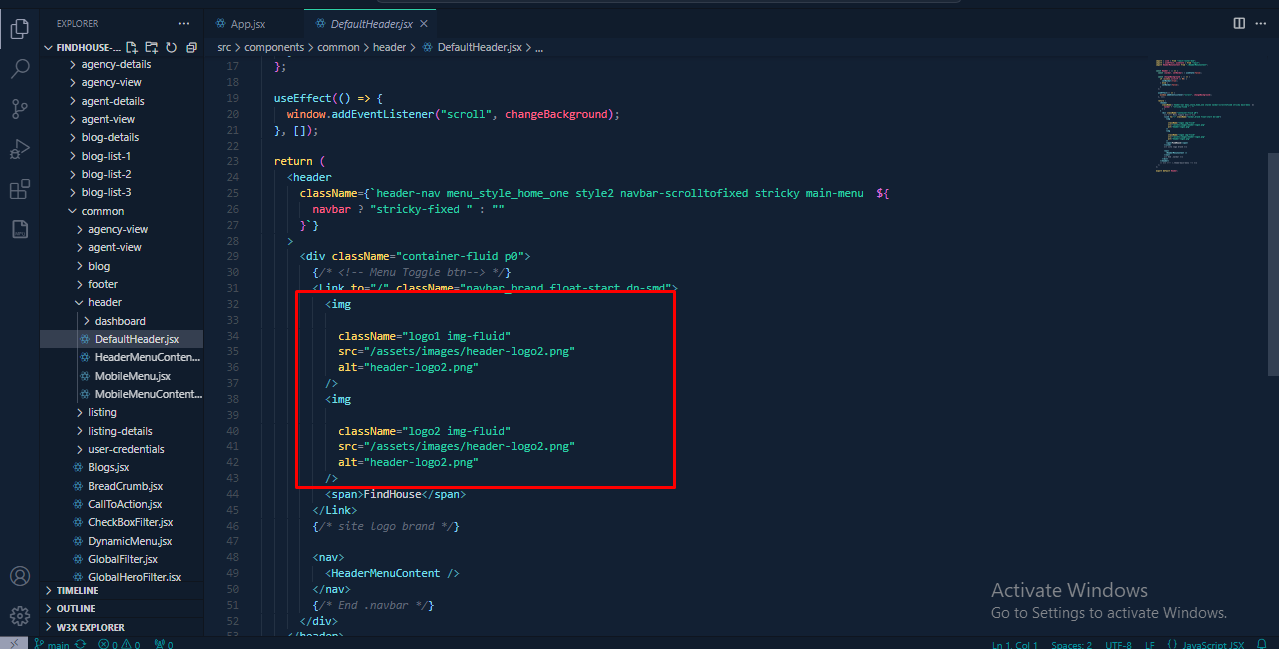 EXPLORER
...
App.jsx
DefaultHeader.jsx
FINDHOUSE-...
src > components > common > header > DefaultHeader.jsx > ...
agency-details
agency-view
agent-details
agent-view
blog-details
blog-list-1
blog-list-2
blog-list-3
common
agency-view
agent-view
blog
footer
header
dashboard
DefaultHeader.jsx
HeaderMenuConten...
MobileMenu.jsx
MobileMenuContent...
listing
listing-details
user-credentials
Blogs.jsx
BreadCrumb.jsx
CallToAction.jsx
CheckBoxFilter.jsx
DynamicMenu.jsx
GlobalFilter.jsx
GlobalHeroFilter.jsx
TIMELINE
OUTLINE
W3X EXPLORER
17 };
18
19 useEffect(() => {
20 window.addEventListener("scroll", changeBackground);
21 }, []);
22
23 return (
24 <header
25 className={`header-nav menu_style_home_one style2 navbar-scrolltofixed stricky main-menu ${
26 navbar ? "stricky-fixed " : ""
27 }`}
28 >
29 <div className="container-fluid p0">
30 {/* <!-- Menu Toggle btn--> */}
31 <Link to="/" className="navbar_brand float-start dn-smd">
32 <img
33
34 className="logo1 img-fluid"
35 src="/assets/images/header-logo2.png"
36 alt="header-logo2.png"
37 />
38 <img
39
40 className="logo2 img-fluid"
41 src="/assets/images/header-logo2.png"
42 alt="header-logo2.png"
43 />
44 <span>FindHouse</span>
45 </Link>
46 {/* site logo brand */}
47
48 <nav>
49 <HeaderMenuContent />
50 </nav>
51 {/* End .navbar */}
52 </div>
53 </header>
Activate Windows
Go to Settings to activate Windows.
main 0 0 0
Ln 1, Col 1 Spaces: 2 UTF-8 LF {} JavaScript JSX